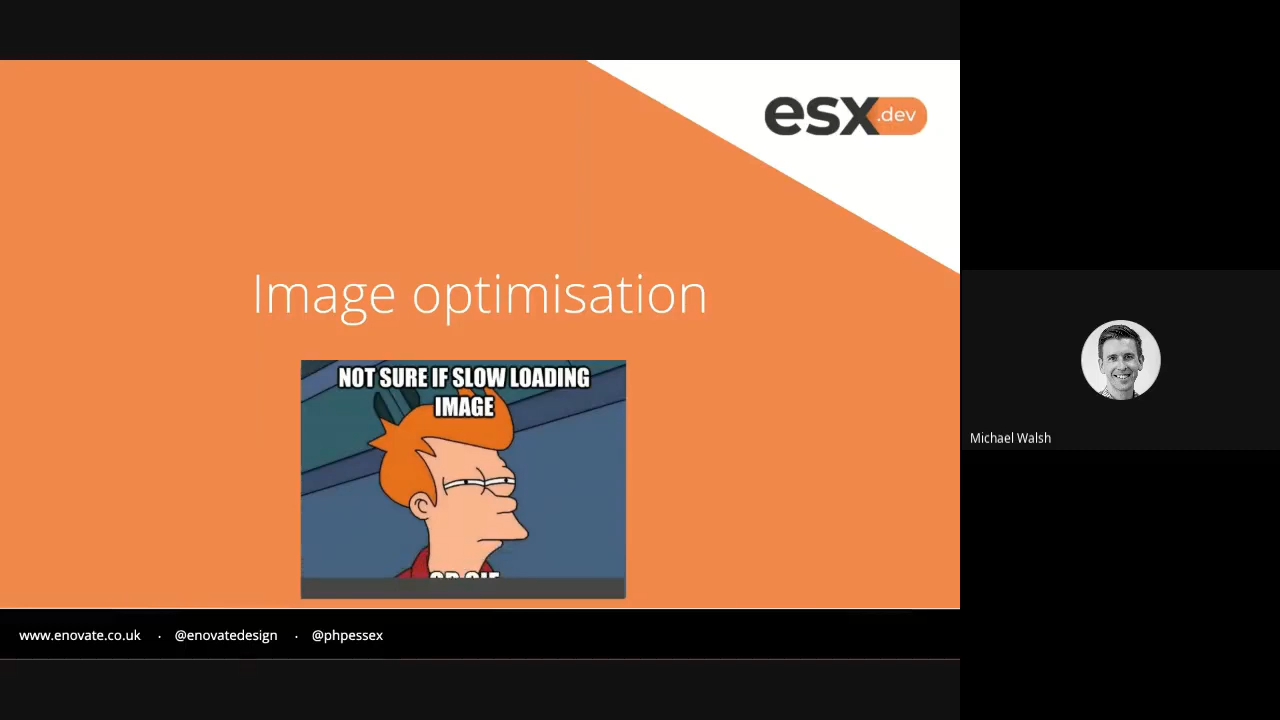 esx.dev
Image optimisation
NOT SURE IF SLOW LOADING
IMAGE
www.enovate.co.uk · @enovatedesign · @phpessex
Michael Walsh